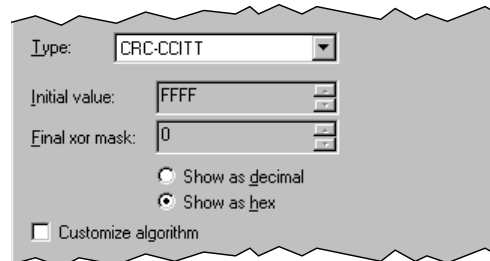 Type: CRC-CCITT
Initial value: FFFF
Final xor mask: 0
Show as decimal
Show as hex
Customize algorithm